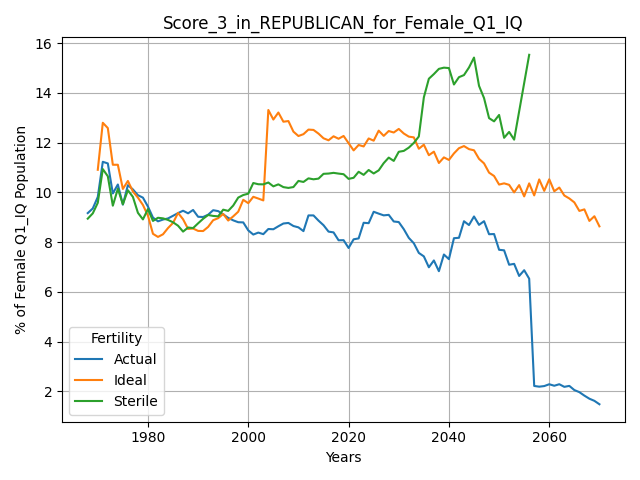 Score_3_in_REPUBLICAN_for_Female_Q1_IQ
16
14
12
10
8
6
4
2
% of Female Q1_IQ Population
Fertility
Actual
Ideal
Sterile
1980
2000
2020
2040
2060
Years